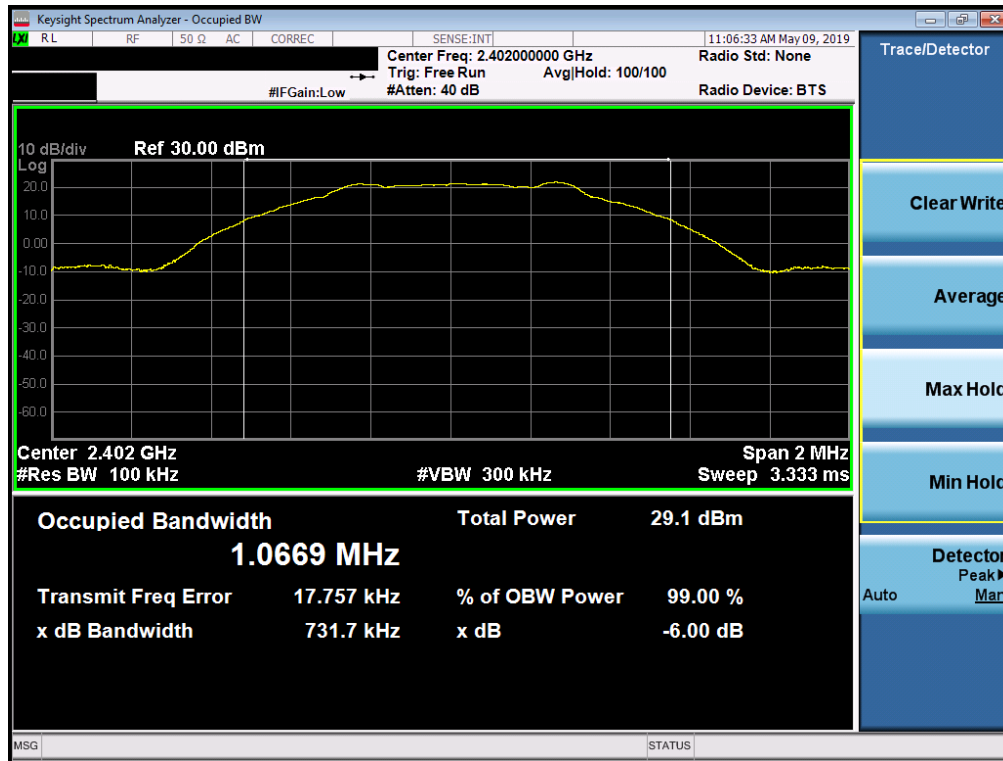 Keysight Spectrum Analyzer - Occupied BW
LXI RL RF 50 Ω AC CORREC SENSE:INT 11:06:33 AM May 09, 2019
Center Freq: 2.402000000 GHz Radio Std: None
Trig: Free Run Avg|Hold: 100/100
#IFGain:Low #Atten: 40 dB Radio Device: BTS
Trace/Detector
10 dB/div Ref 30.00 dBm
Log
20.0
10.0
0.00
-10.0
-20.0
-30.0
-40.0
-50.0
-60.0
Center 2.402 GHz Span 2 MHz
#Res BW 100 kHz #VBW 300 kHz Sweep 3.333 ms
Occupied Bandwidth Total Power 29.1 dBm
1.0669 MHz
Transmit Freq Error 17.757 kHz % of OBW Power 99.00 %
x dB Bandwidth 731.7 kHz x dB -6.00 dB
Clear Write
Average
Max Hold
Min Hold
Detector
Peak
Auto Man
MSG STATUS